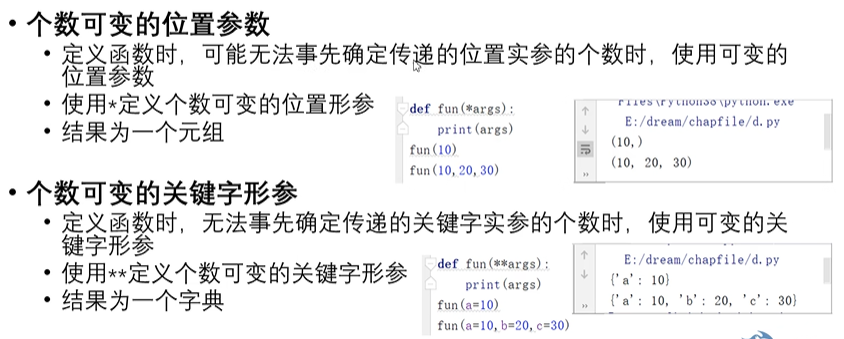 • 个数可变的位置参数
• 定义函数时，可能无法事先确定传递的位置实参的个数时，使用可变的
位置参数
• 使用*定义个数可变的位置形参
• 结果为一个元组
def fun(*args):
print(args)
fun(10)
fun(10,20,30)
Files\Python38\python.exe
E:/dream/chapfile/d.py
(10,)
(10, 20, 30)
• 个数可变的关键字形参
• 定义函数时，无法事先确定传递的关键字实参的个数时，使用可变的关
键字形参
• 使用**定义个数可变的关键字形参
• 结果为一个字典
def fun(**args):
print(args)
fun(a=10)
fun(a=10,b=20,c=30)
E:/dream/chapfile/d.py
{'a': 10}
{'a': 10, 'b': 20, 'c': 30}